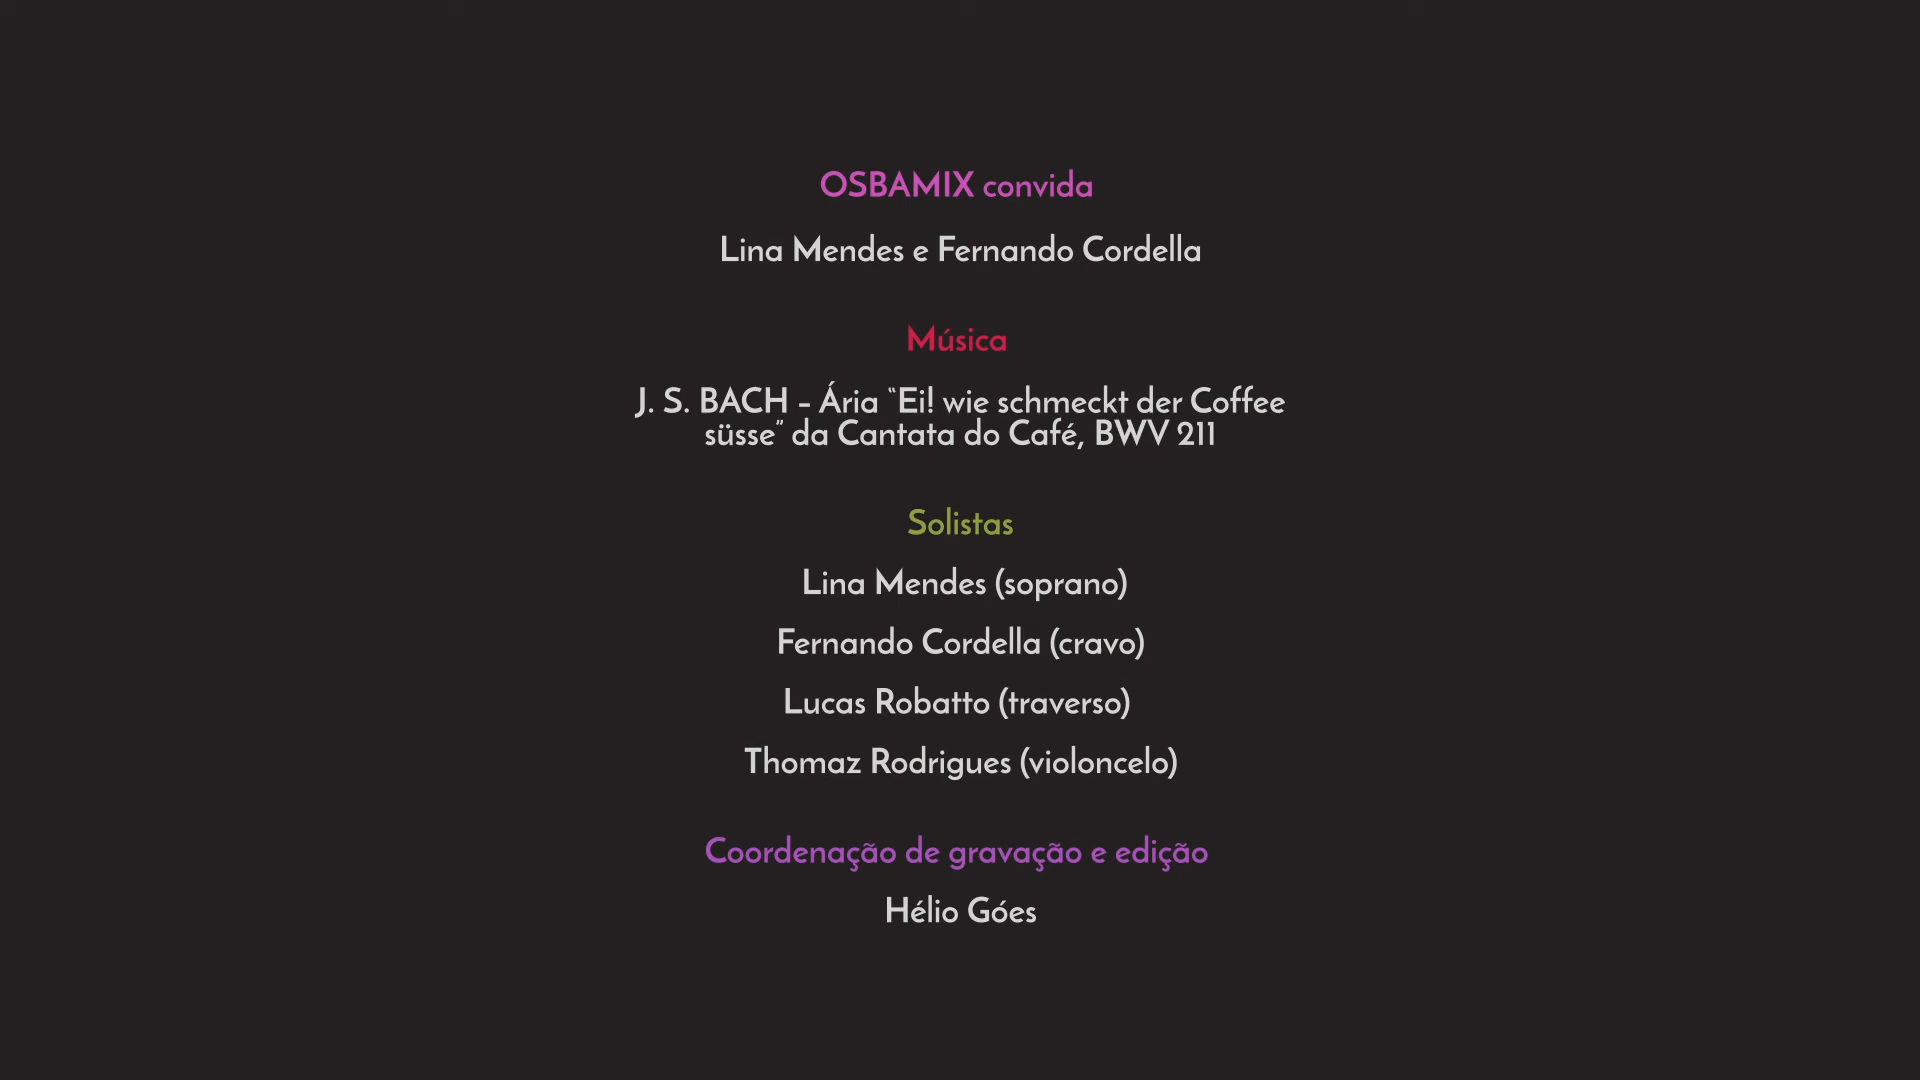 OSBAMIX convida
Lina Mendes e Fernando Cordella
Música
J. S. BACH – Ária “Ei! wie schmeckt der Coffee
süsse” da Cantata do Café, BWV 211
Solistas
Lina Mendes (soprano)
Fernando Cordella (cravo)
Lucas Robatto (traverso)
Thomaz Rodrigues (violoncelo)
Coordenação de gravação e edição
Hélio Góes